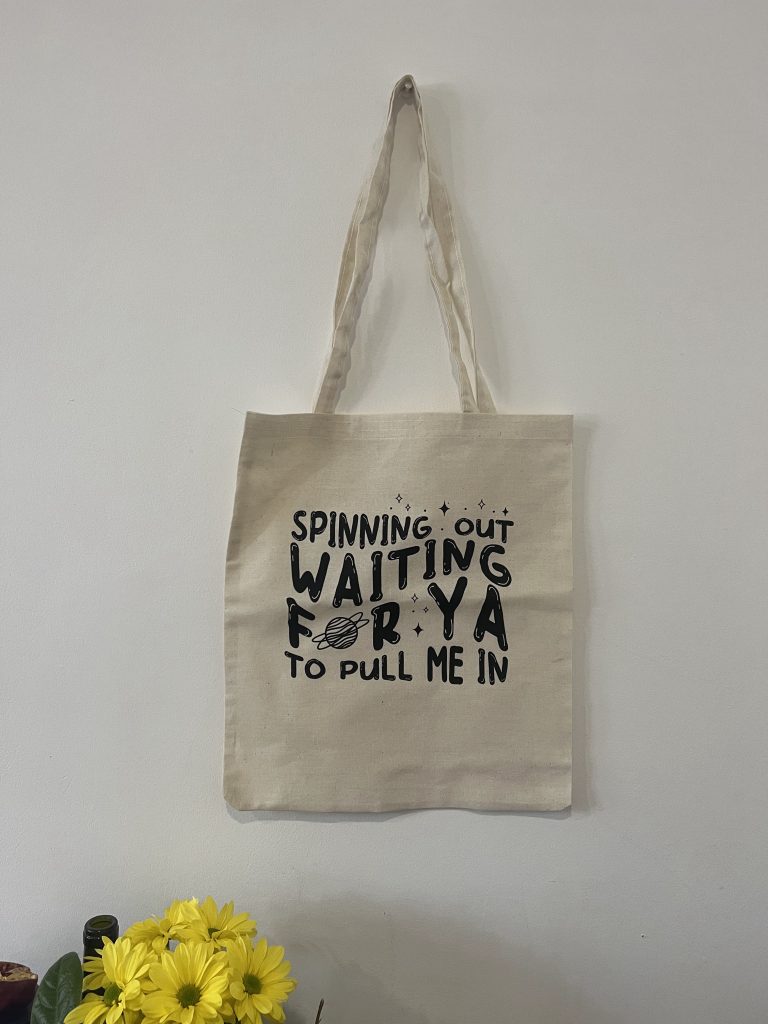 SPINNING OUT
WAITING
FOR YA
TO PULL ME IN